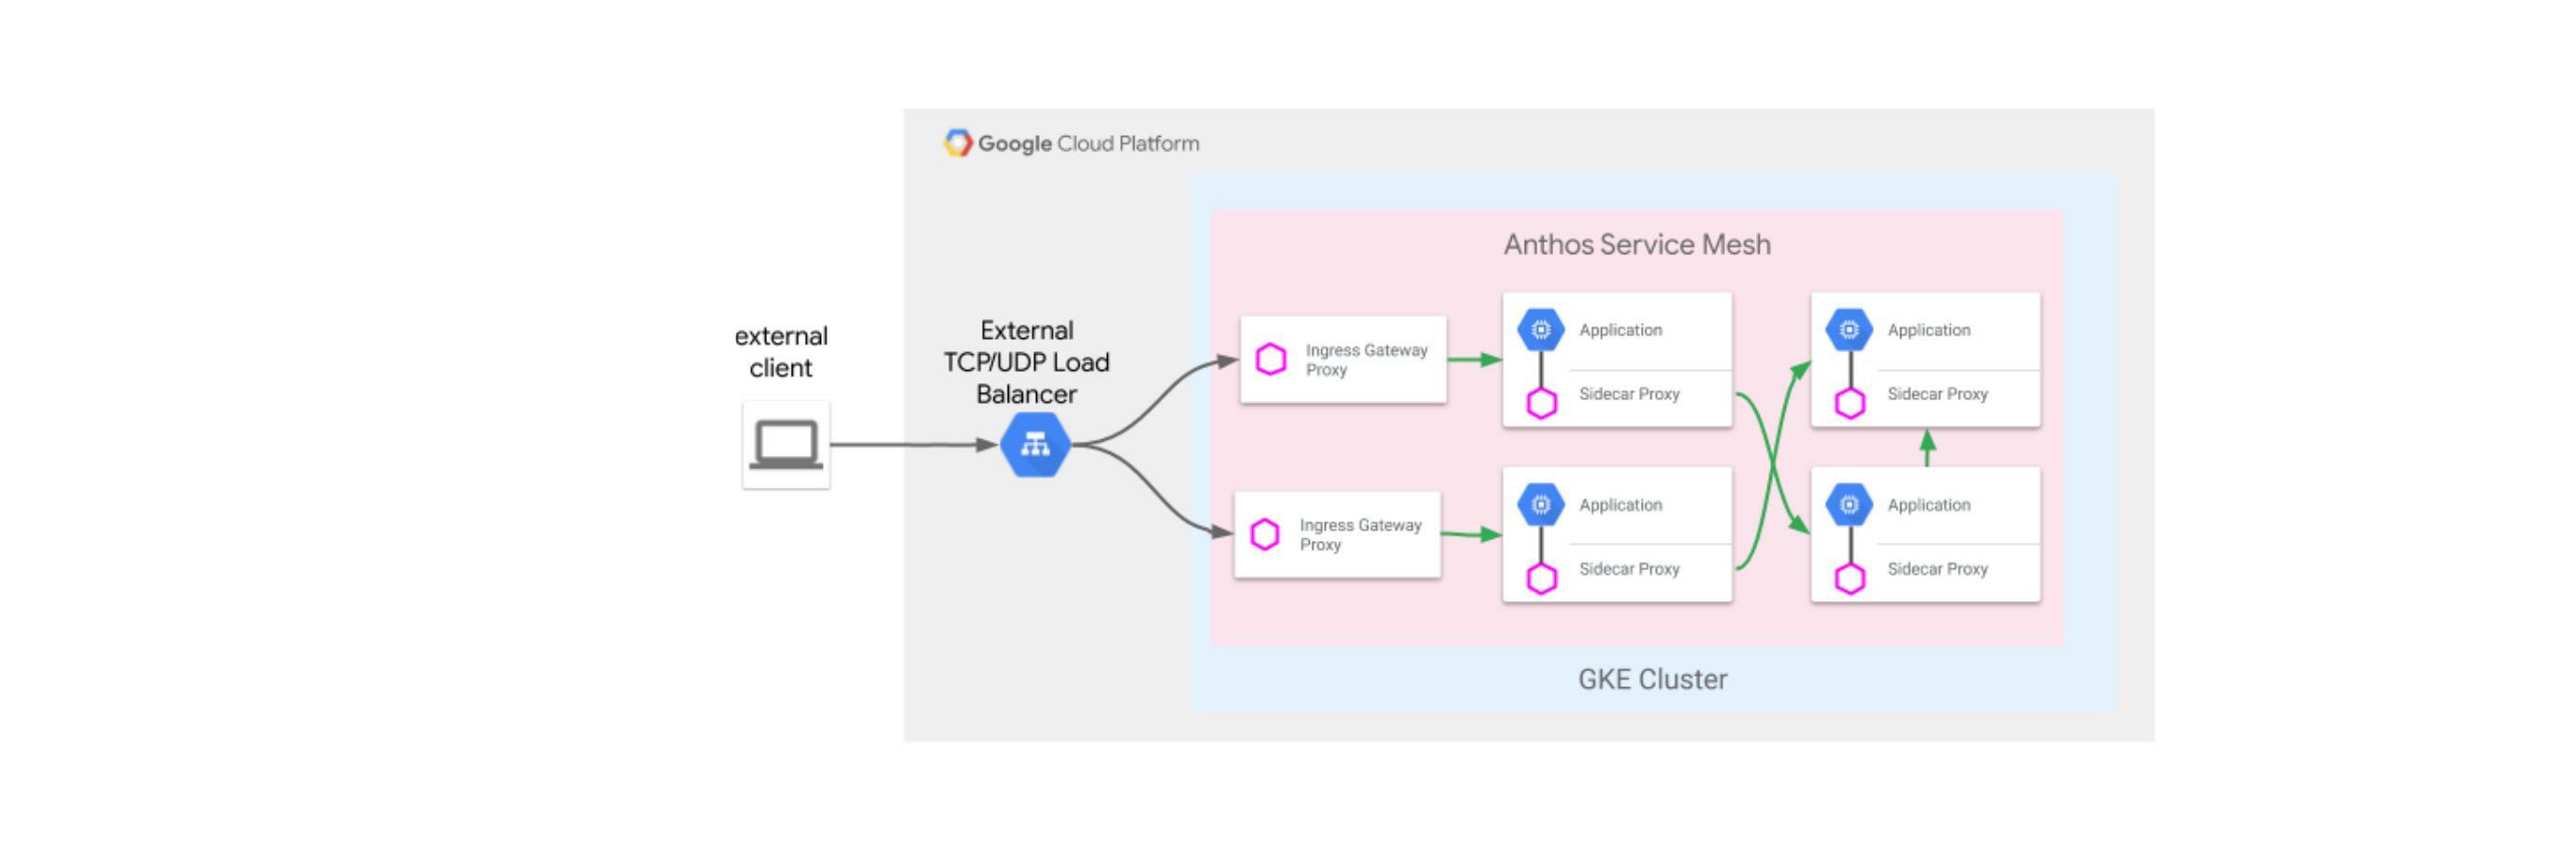 Google Cloud Platform
Anthos Service Mesh
external
client
External
TCP/UDP Load
Balancer
Ingress Gateway
Proxy
Application
Sidecar Proxy
Application
Sidecar Proxy
Ingress Gateway
Proxy
Application
Sidecar Proxy
Application
Sidecar Proxy
GKE Cluster